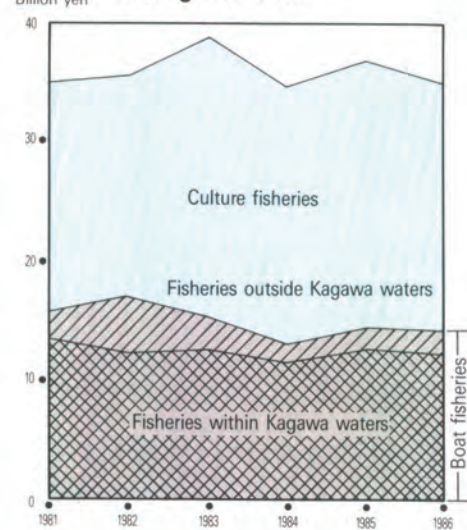 Billion yen
40
30
20
10
0
Culture fisheries
Fisheries outside Kagawa waters
Fisheries within Kagawa waters
Boat fisheries
1981 1982 1983 1984 1985 1986